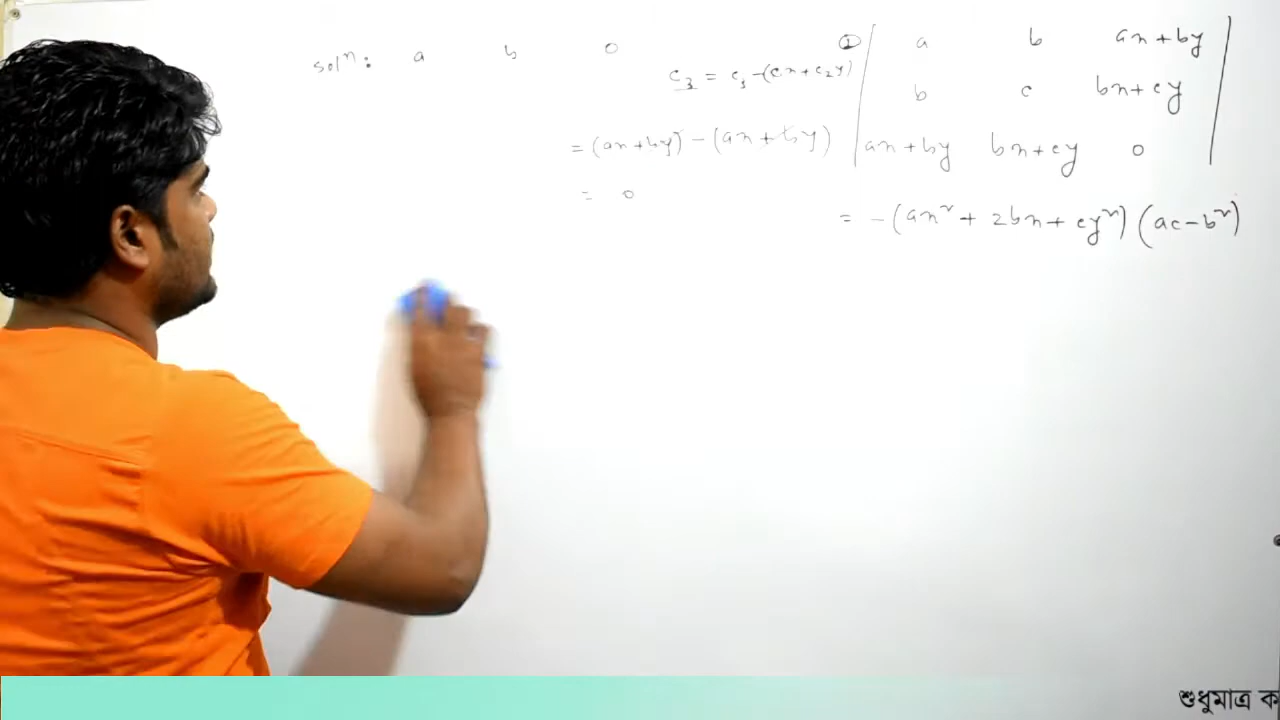 solⁿ: a b 0
c₃ = c₃ -(c₁x+c₂y)
= (ax+by) - (ax+by)
= 0
① | a b ax+by |
| b c bx+cy |
| ax+by bx+cy 0 |
= -(ax² + 2bx + cy²) (ac-b²)
শুধুমাত্র ক